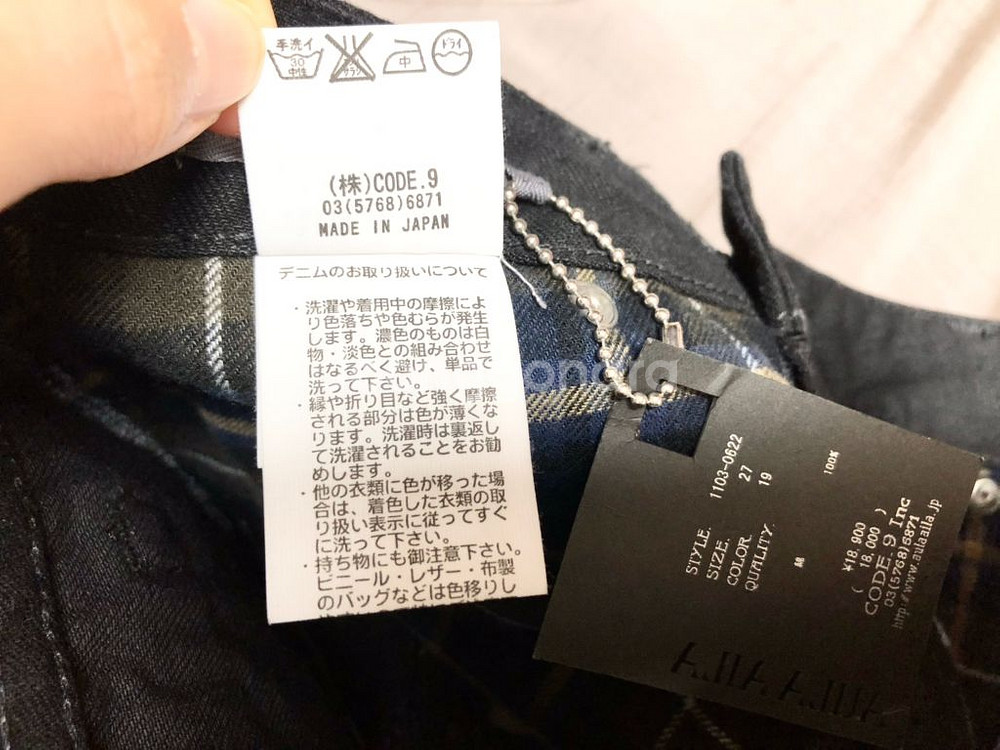 手洗イ
30
中性
エンソ
サラシ
中
ドライ
(株)CODE.9
03(5768)6871
MADE IN JAPAN
デニムのお取り扱いについて
・洗濯や着用中の摩擦によ
り色落ちや色むらが発生
します。濃色のものは白
物・淡色との組み合わせ
はなるべく避け、単品で
洗って下さい。
・縁や折り目など強く摩擦
される部分は色が薄くな
ります。洗濯時は裏返し
て洗濯されることをお勧
めします。
・他の衣類に色が移った場
合は、着色した衣類の取
り扱い表示に従ってすぐ
に洗って下さい。
・持ち物にも御注意下さい。
ビニール・レザー・布製
のバッグなどは色移りし
STYLE. 1103-0622
SIZE. 27
COLOR. 19
QUALITY.
綿 100%
¥18,900
( 18,000 )
CODE.9 Inc
03(5768)6871
http://www.aulaaila.jp
AULA AILA